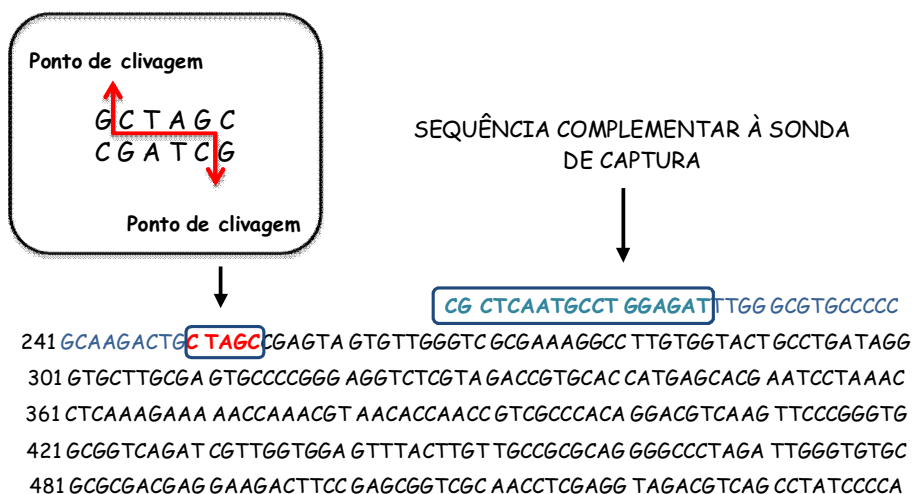 Ponto de clivagem
G C T A G C
C G A T C G
Ponto de clivagem
SEQUÊNCIA COMPLEMENTAR À SONDA
DE CAPTURA
CG CTCAATGCCT GGAGATTTGG GCGTGCCCCC
241 GCAAGACTGC TAGCCGAGTA GTGTTGGGTC GCGAAAGGCC TTGTGGTACT GCCTGATAGG
301 GTGCTTGCGA GTGCCCCGGG AGGTCTCGTA GACCGTGCAC CATGAGCACG AATCCTAAAC
361 CTCAAAGAAA AACCAAACGT AACACCAACC GTCGCCCACA GGACGTCAAG TTCCCGGGTG
421 GCGGTCAGAT CGTTGGTGGA GTTTACTTGT TGCCGCGCAG GGGCCCTAGA TTGGGTGTGC
481 GCGCGACGAG GAAGACTTCC GAGCGGTCGC AACCTCGAGG TAGACGTCAG CCTATCCCCA